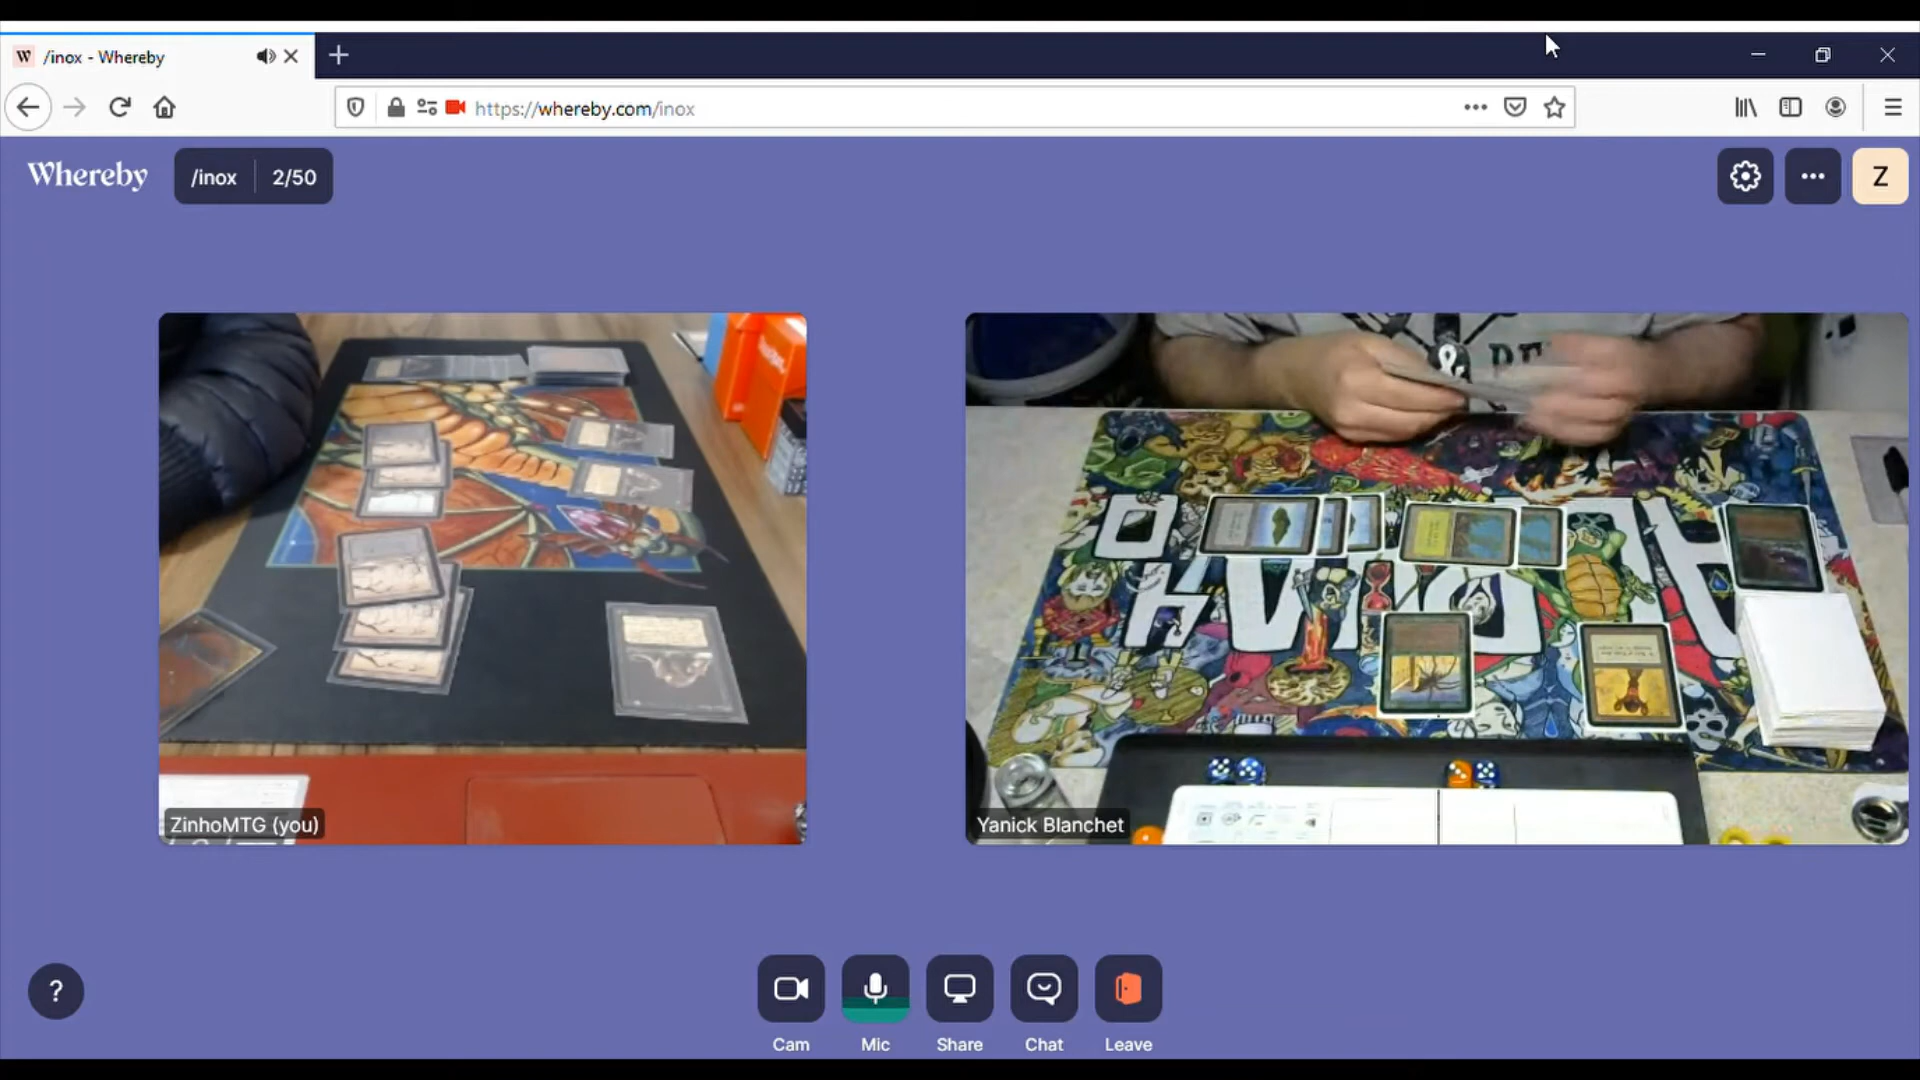 W /inox - Whereby
https://whereby.com/inox
Whereby
/inox 2/50
Z
ZinhoMTG (you)
Yanick Blanchet
?
Cam
Mic
Share
Chat
Leave